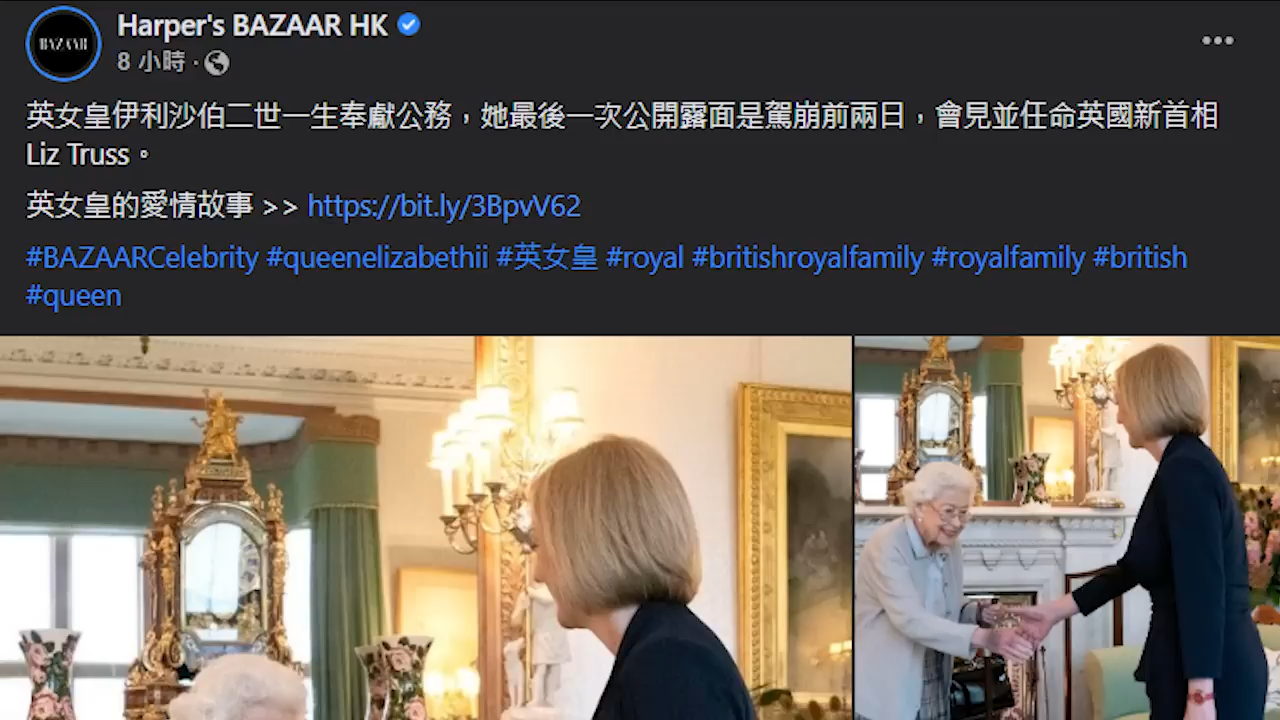 BAZAAR
Harper's BAZAAR HK
8 小時 ·
英女皇伊利沙伯二世一生奉獻公務，她最後一次公開露面是駕崩前兩日，會見並任命英國新首相
Liz Truss。
英女皇的愛情故事 >> https://bit.ly/3BpvV62
#BAZAARCelebrity #queenelizabethii #英女皇 #royal #britishroyalfamily #royalfamily #british
#queen